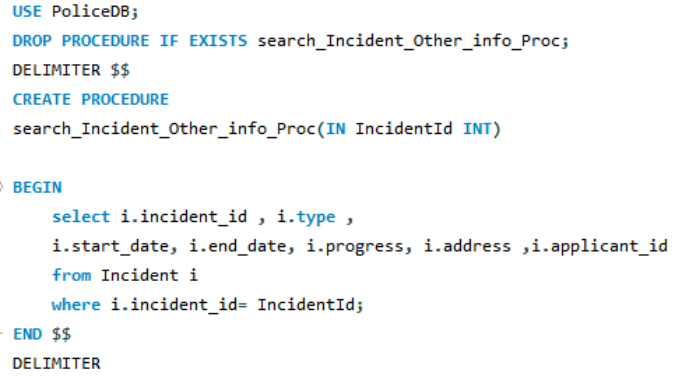 USE PoliceDB;
DROP PROCEDURE IF EXISTS search_Incident_Other_info_Proc;
DELIMITER $$
CREATE PROCEDURE
search_Incident_Other_info_Proc(IN IncidentId INT)
BEGIN
select i.incident_id , i.type ,
i.start_date, i.end_date, i.progress, i.address ,i.applicant_id
from Incident i
where i.incident_id= IncidentId;
END $$
DELIMITER